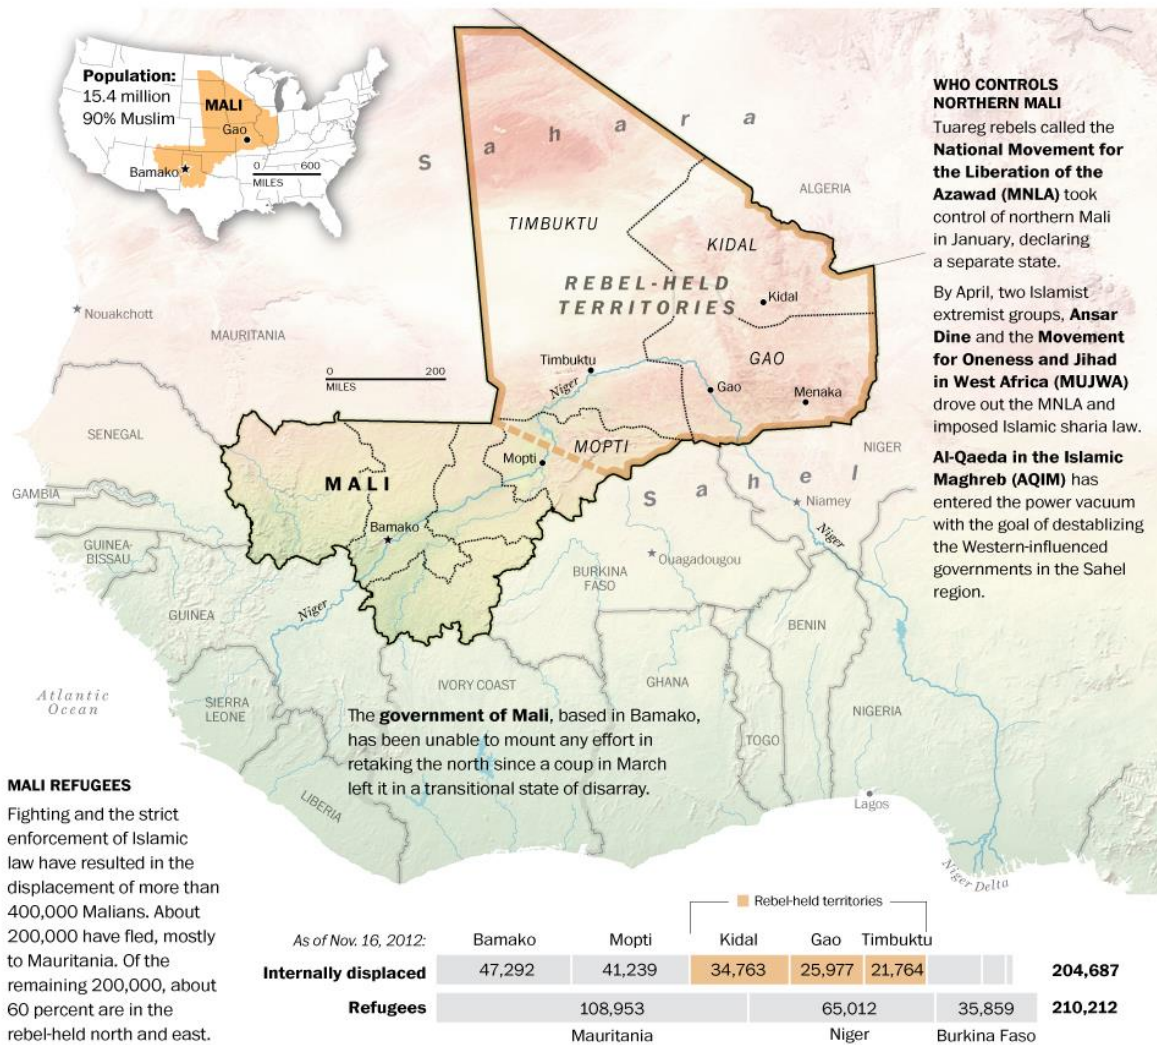 Population:
15.4 million
90% Muslim
MALI
Gao
Bamako
0 600
MILES
WHO CONTROLS
NORTHERN MALI
Tuareg rebels called the
National Movement for
the Liberation of the
Azawad (MNLA) took
control of northern Mali
in January, declaring
a separate state.
By April, two Islamist
extremist groups, Ansar
Dine and the Movement
for Oneness and Jihad
in West Africa (MUJWA)
drove out the MNLA and
imposed Islamic sharia law.
Al-Qaeda in the Islamic
Maghreb (AQIM) has
entered the power vacuum
with the goal of destablizing
the Western-influenced
governments in the Sahel
region.
Sahara
ALGERIA
TIMBUKTU
KIDAL
REBEL-HELD
TERRITORIES
Kidal
Nouakchott
MAURITANIA
GAO
Timbuktu
0 200
MILES
Niger
Gao
Menaka
SENEGAL
MOPTI
NIGER
Mopti
MALI
Sahel
GAMBIA
Niamey
Bamako
Niger
GUINEA-
BISSAU
Ouagadougou
BURKINA
FASO
GUINEA
Niger
BENIN
IVORY COAST
GHANA
Atlantic
Ocean
SIERRA
LEONE
NIGERIA
TOGO
The government of Mali, based in Bamako,
has been unable to mount any effort in
retaking the north since a coup in March
left it in a transitional state of disarray.
LIBERIA
Lagos
Niger Delta
MALI REFUGEES
Fighting and the strict
enforcement of Islamic
law have resulted in the
displacement of more than
400,000 Malians. About
200,000 have fled, mostly
to Mauritania. Of the
remaining 200,000, about
60 percent are in the
rebel-held north and east.
Rebel-held territories
As of Nov. 16, 2012: Bamako Mopti Kidal Gao Timbuktu
Internally displaced 47,292 41,239 34,763 25,977 21,764 204,687
Refugees 108,953 65,012 35,859 210,212
Mauritania Niger Burkina Faso